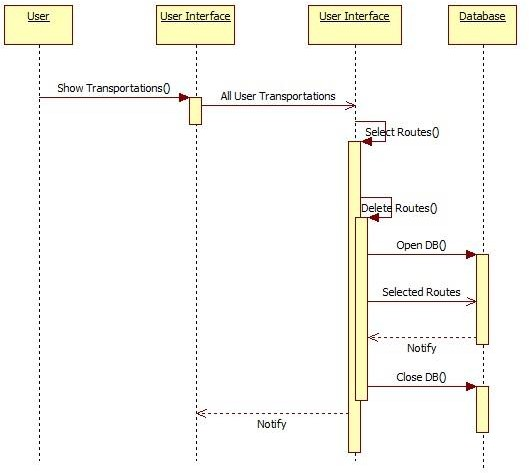 User
User Interface
User Interface
Database
Show Transportations()
All User Transportations
Select Routes()
Delete Routes()
Open DB()
Selected Routes
Notify
Close DB()
Notify